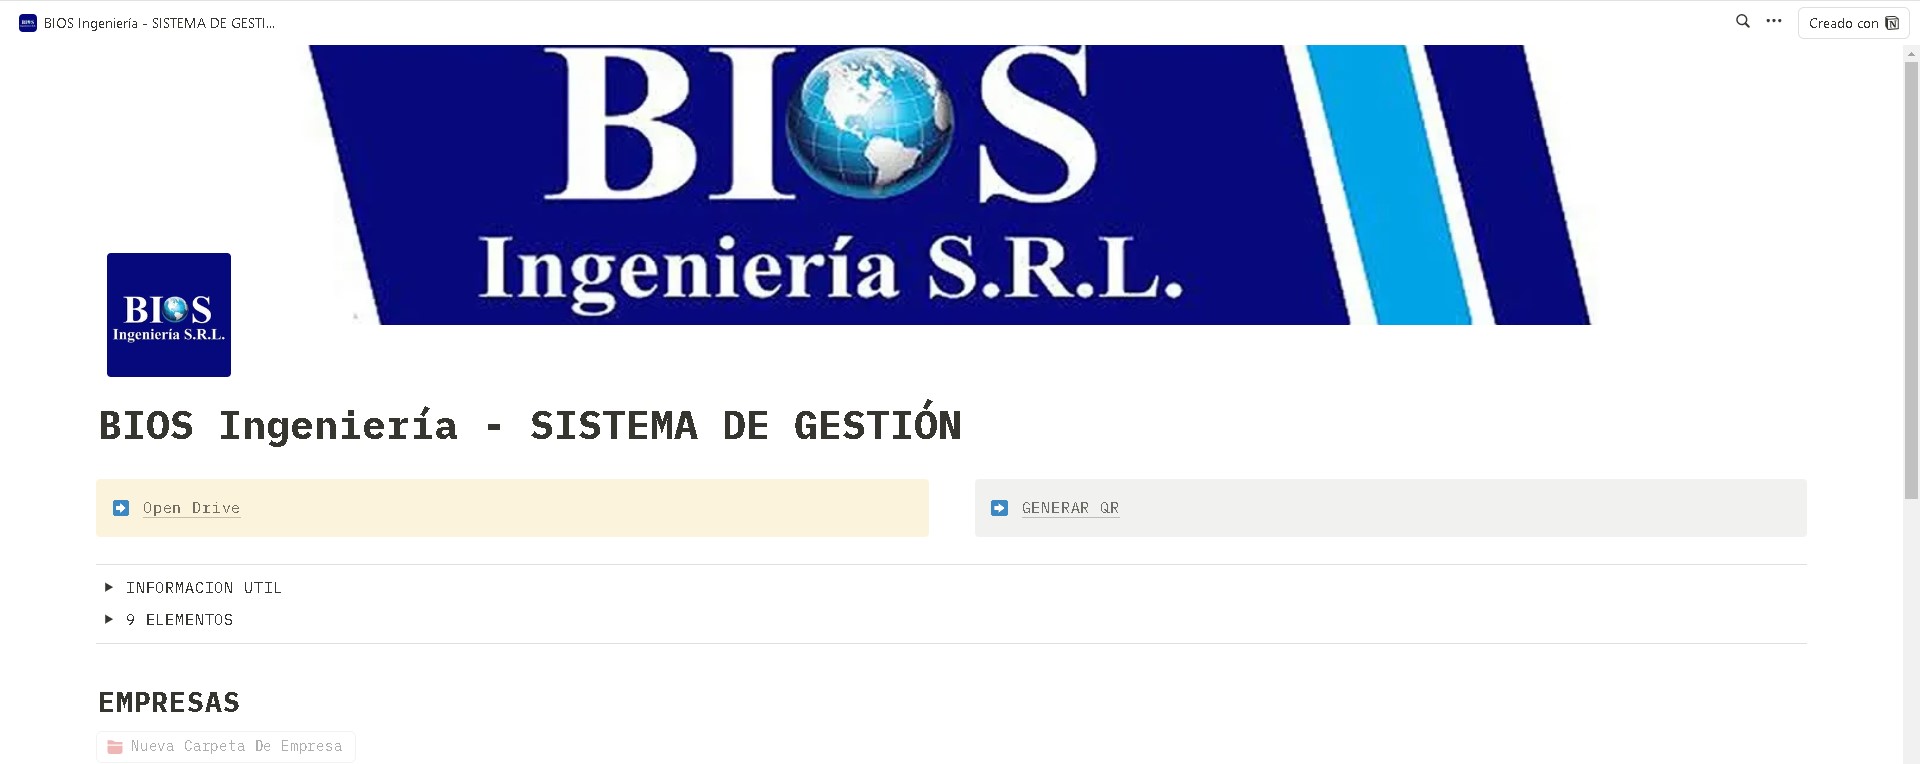 BIOS Ingeniería - SISTEMA DE GESTI...
Creado con
BIOS
Ingeniería S.R.L.
BIOS
Ingeniería S.R.L.
BIOS Ingeniería - SISTEMA DE GESTIÓN
Open Drive
GENERAR QR
INFORMACION UTIL
9 ELEMENTOS
EMPRESAS
Nueva Carpeta De Empresa